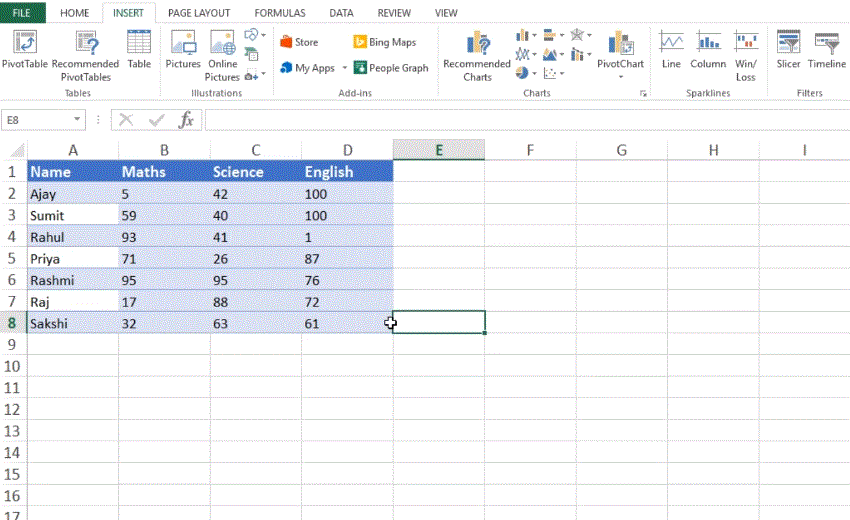 FILE HOME INSERT PAGE LAYOUT FORMULAS DATA REVIEW VIEW
PivotTable Recommended PivotTables Table
Tables
Pictures Online Pictures
Illustrations
Store Bing Maps
My Apps People Graph
Add-ins
Recommended Charts PivotChart
Charts
Line Column Win/Loss
Sparklines
Slicer Timeline
Filters
E8 fx
A B C D E F G H I
1 Name Maths Science English
2 Ajay 5 42 100
3 Sumit 59 40 100
4 Rahul 93 41 1
5 Priya 71 26 87
6 Rashmi 95 95 76
7 Raj 17 88 72
8 Sakshi 32 63 61
9
10
11
12
13
14
15
16
17